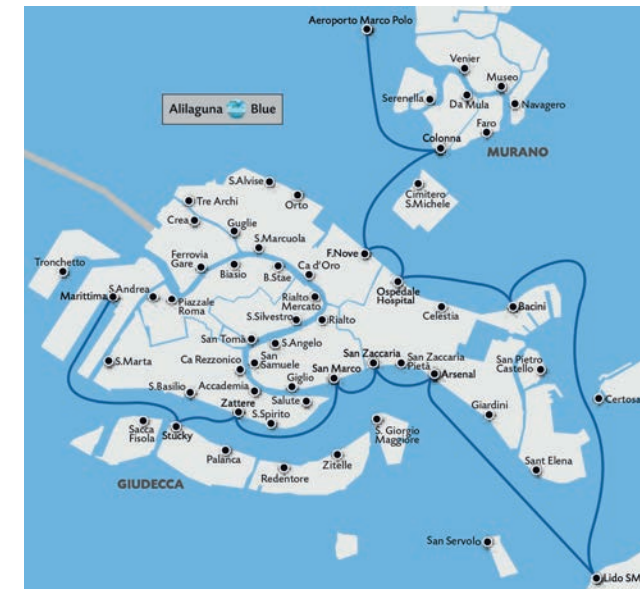 Aeroporto Marco Polo
Venier
Museo
Serenella
Da Mula
Navagero
Faro
Colonna
MURANO
Alilaguna Blue
Cimitero
S.Michele
S.Alvise
Orto
Tre Archi
Crea
Guglie
S.Marcuola
F.Nove
Tronchetto
Ferrovia
Gare
Biasio
B.Stae
Ca d'Oro
Ospedale
Hospital
Marittima
S.Andrea
Piazzale
Roma
Rialto
Mercato
S.Silvestro
Rialto
Celestia
Bacini
San Tomà
S.Angelo
S.Marta
Ca Rezzonico
San
Samuele
San Marco
San Zaccaria
San Zaccaria
Pietà
Arsenal
San Pietro
Castello
Certosa
S.Basilio
Accademia
Giglio
Zattere
Salute
S.Spirito
Giardini
Sacca
Fisola
Stucky
S. Giorgio
Maggiore
Palanca
Redentore
Zitelle
Sant Elena
GIUDECCA
San Servolo
Lido SM